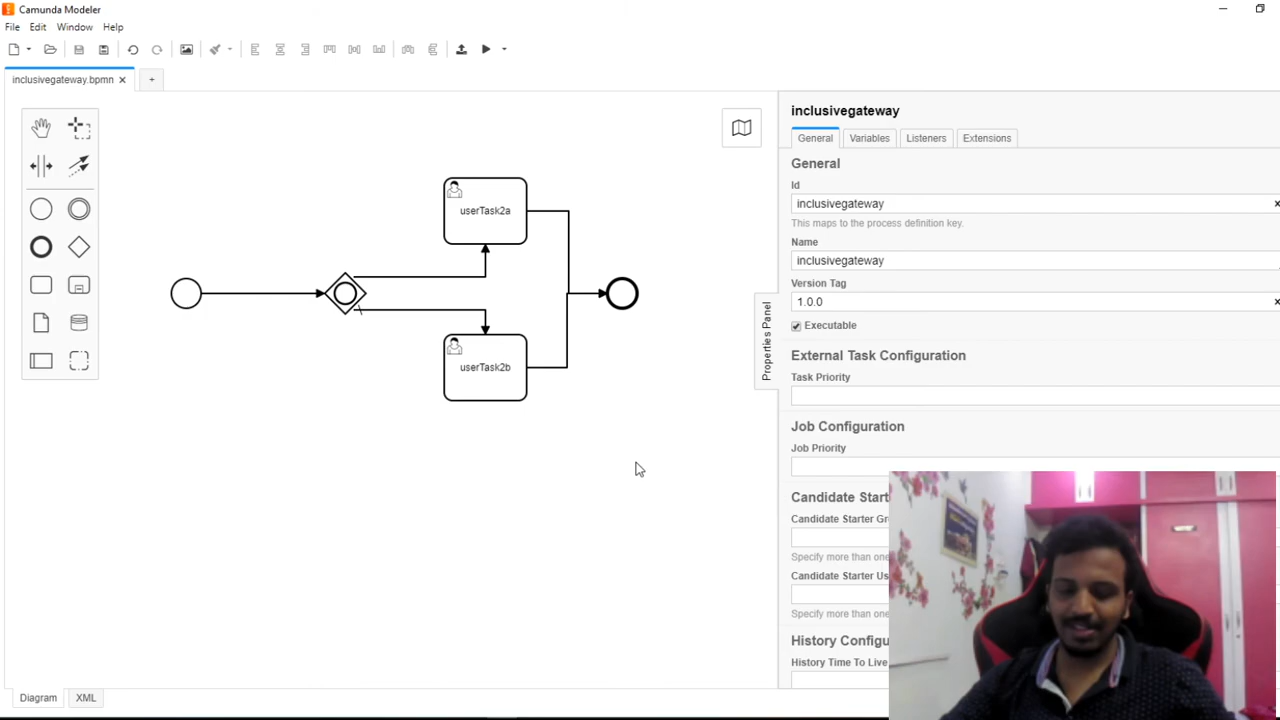 Camunda Modeler
File Edit Window Help
inclusivegateway.bpmn
inclusivegateway
General Variables Listeners Extensions
General
Id
inclusivegateway
This maps to the process definition key.
Name
inclusivegateway
Version Tag
1.0.0
Executable
External Task Configuration
Task Priority
Job Configuration
Job Priority
Candidate Starte
Candidate Starter Gro
Specify more than one
Candidate Starter Us
Specify more than one
History Configu
History Time To Live
Properties Panel
userTask2a
userTask2b
Diagram XML